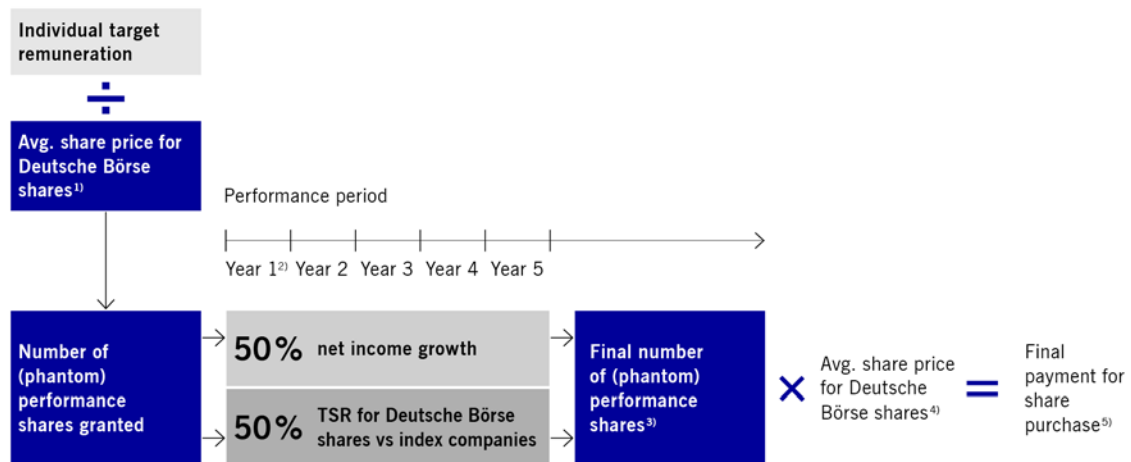 Individual target
remuneration
÷
Avg. share price for
Deutsche Börse
shares¹⁾
Performance period
Year 1²⁾ Year 2 Year 3 Year 4 Year 5
Number of
(phantom)
performance
shares granted
50% net income growth
50% TSR for Deutsche Börse
shares vs index companies
Final number
of (phantom)
performance
shares³⁾
×
Avg. share price
for Deutsche
Börse shares⁴⁾
=
Final
payment for
share
purchase⁵⁾